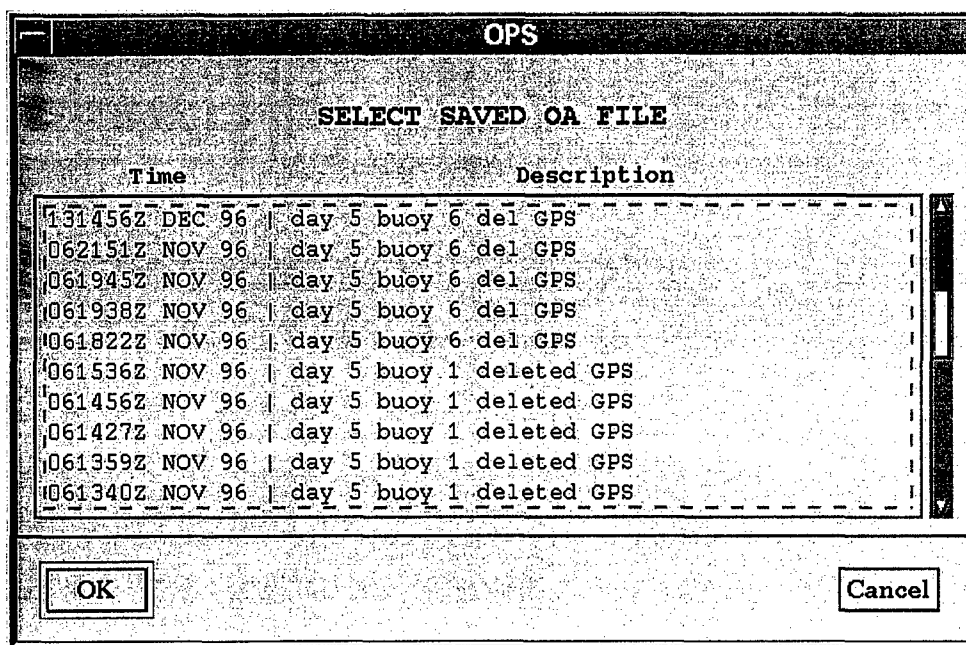 OPS
SELECT SAVED OA FILE
Time Description
131456Z DEC 96 | day 5 buoy 6 del GPS
062151Z NOV 96 | day 5 buoy 6 del GPS
061945Z NOV 96 | day 5 buoy 6 del GPS
061938Z NOV 96 | day 5 buoy 6 del GPS
061822Z NOV 96 | day 5 buoy 6 del GPS
061536Z NOV 96 | day 5 buoy 1 deleted GPS
061456Z NOV 96 | day 5 buoy 1 deleted GPS
061427Z NOV 96 | day 5 buoy 1 deleted GPS
061359Z NOV 96 | day 5 buoy 1 deleted GPS
061340Z NOV 96 | day 5 buoy 1 deleted GPS
OK Cancel